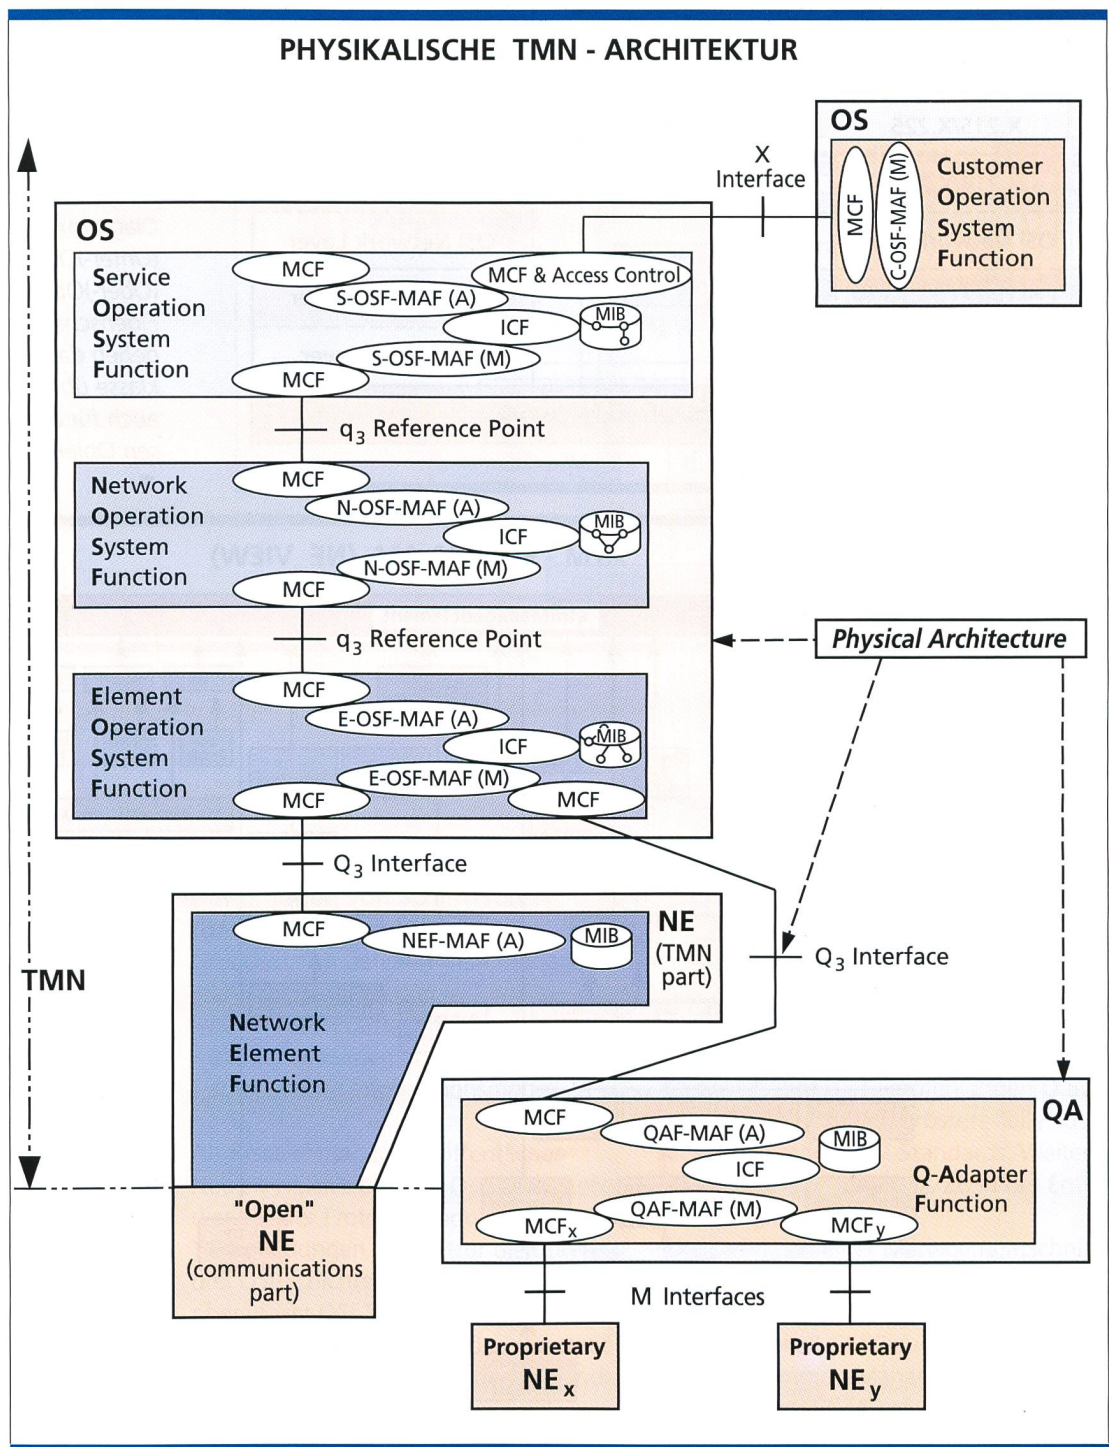 PHYSIKALISCHE TMN - ARCHITEKTUR
OS
MCF
C-OSF-MAF (M)
Customer
Operation
System
Function
X
Interface
OS
Service
Operation
System
Function
MCF
S-OSF-MAF (A)
MCF & Access Control
ICF
MIB
S-OSF-MAF (M)
MCF
q3 Reference Point
Network
Operation
System
Function
MCF
N-OSF-MAF (A)
ICF
MIB
N-OSF-MAF (M)
MCF
q3 Reference Point
Physical Architecture
Element
Operation
System
Function
MCF
E-OSF-MAF (A)
ICF
MIB
E-OSF-MAF (M)
MCF
MCF
Q3 Interface
MCF
NEF-MAF (A)
MIB
NE
(TMN
part)
Q3 Interface
TMN
Network
Element
Function
QA
MCF
QAF-MAF (A)
MIB
ICF
QAF-MAF (M)
MCFx
MCFy
Q-Adapter
Function
"Open"
NE
(communications
part)
M Interfaces
Proprietary
NE x
Proprietary
NE y